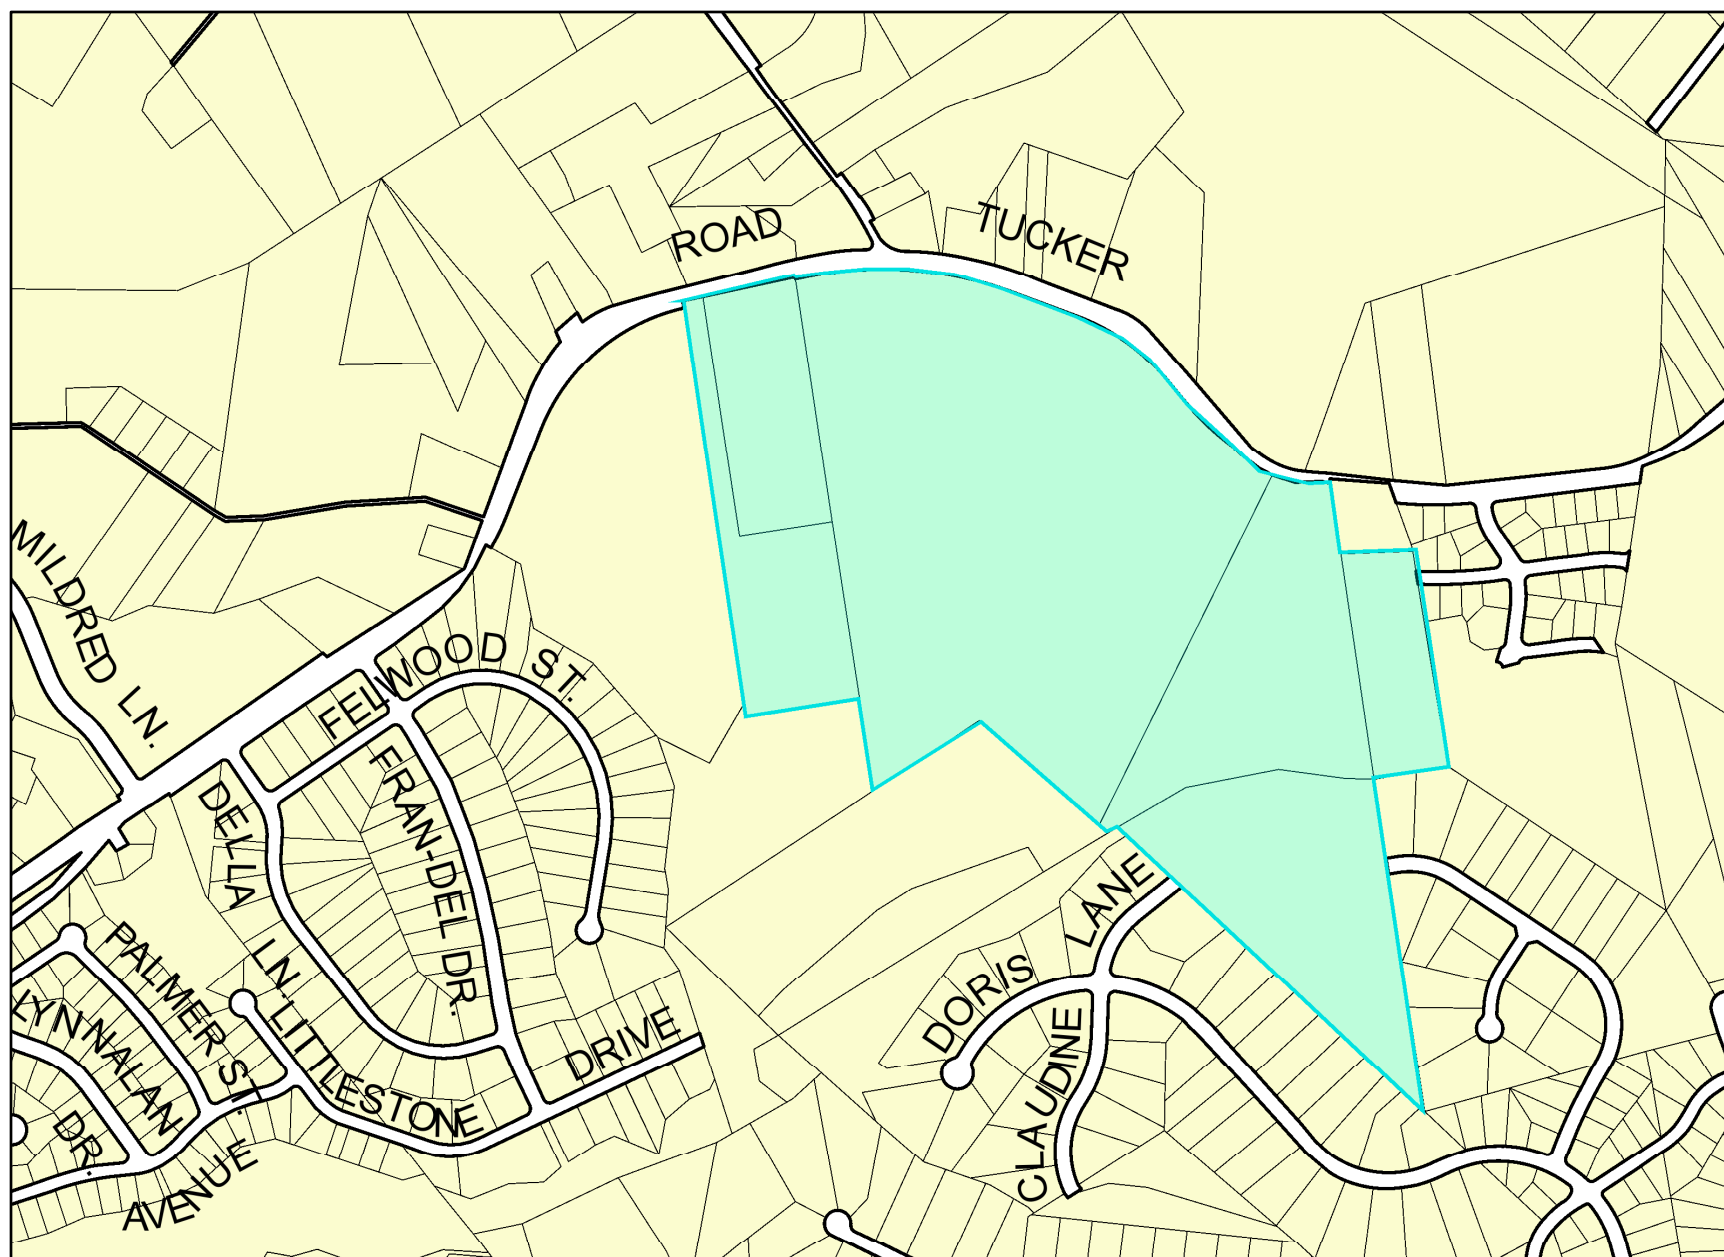 ROAD
TUCKER
MILDRED LN.
FELWOOD ST.
FRAN-DEL DR.
DELLA LN.
PALMER ST.
LYNNALAN DR.
LITTLESTONE DRIVE
AVENUE
DORIS LANE
CLAUDINE